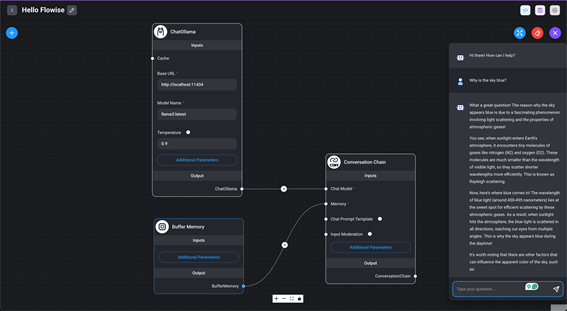 Hello Flowise
ChatOllama
Inputs
Cache
Base URL *
http://localhost:11434
Model Name *
llama3:latest
Temperature
0.9
Additional Parameters
Output
ChatOllama
Buffer Memory
Inputs
Additional Parameters
Output
BufferMemory
Conversation Chain
Inputs
Chat Model *
Memory *
Chat Prompt Template
Input Moderation
Additional Parameters
Output
ConversationChain
Hi there! How can I help?
Why is the sky blue?
What a great question! The reason why the sky
appears blue is due to a fascinating phenomenon
involving light scattering and the properties of
atmospheric gases!
You see, when sunlight enters Earth's
atmosphere, it encounters tiny molecules of
gases like nitrogen (N2) and oxygen (O2). These
molecules are much smaller than the wavelength
of visible light, so they scatter shorter
wavelengths more efficiently. This is known as
Rayleigh scattering.
Now, here's where blue comes in! The wavelength
of blue light (around 450-495 nanometers) lies
at the sweet spot for efficient scattering by these
atmospheric gases. As a result, when sunlight
hits the atmosphere, the blue light is scattered in
all directions, reaching our eyes from multiple
angles. This is why the sky appears blue during
the daytime!
It's worth noting that there are other factors that
can influence the apparent color of the sky, such
as:
Type your question...